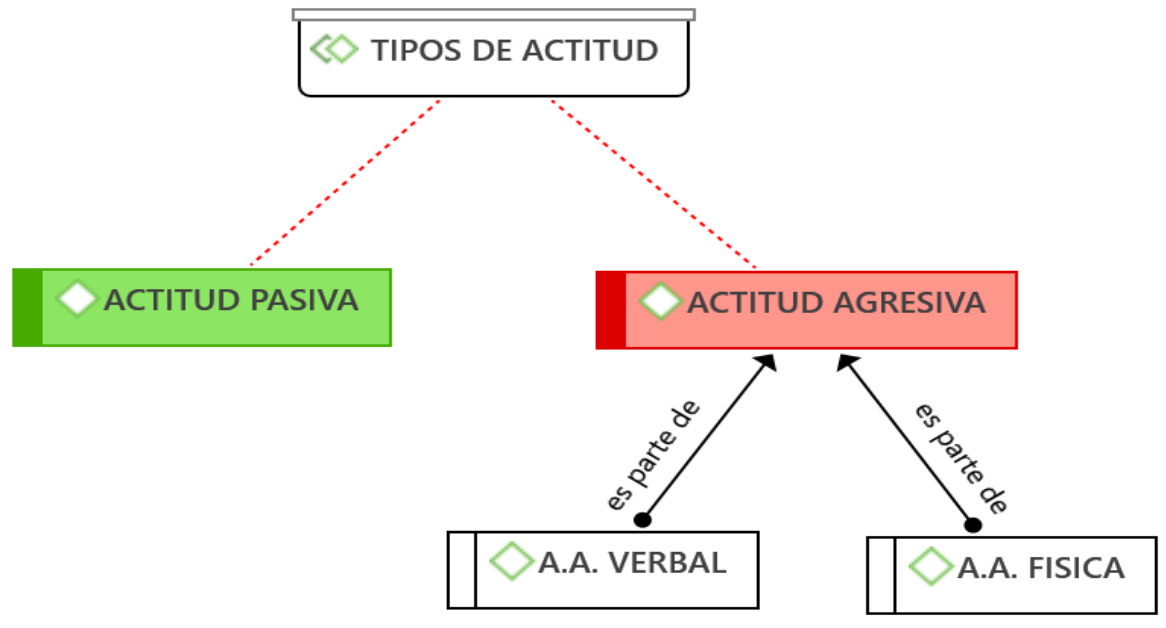 TIPOS DE ACTITUD
ACTITUD PASIVA
ACTITUD AGRESIVA
es parte de
es parte de
A.A. VERBAL
A.A. FISICA